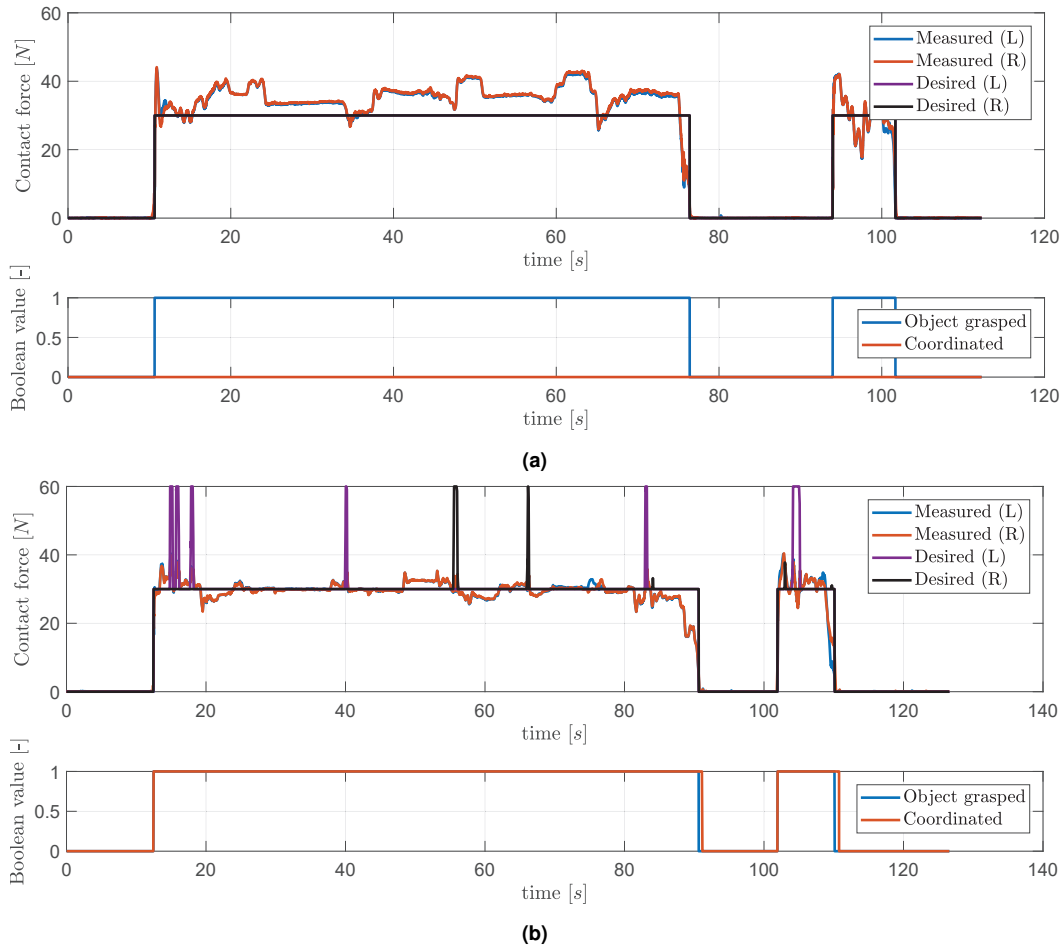 60
40
20
0
Contact force [N]
Measured (L)
Measured (R)
Desired (L)
Desired (R)
0 20 40 60 80 100 120
time [s]
1
0.5
0
Boolean value [-]
Object grasped
Coordinated
0 20 40 60 80 100 120
time [s]
(a)
60
40
20
0
Contact force [N]
Measured (L)
Measured (R)
Desired (L)
Desired (R)
0 20 40 60 80 100 120 140
time [s]
1
0.5
0
Boolean value [-]
Object grasped
Coordinated
0 20 40 60 80 100 120 140
time [s]
(b)